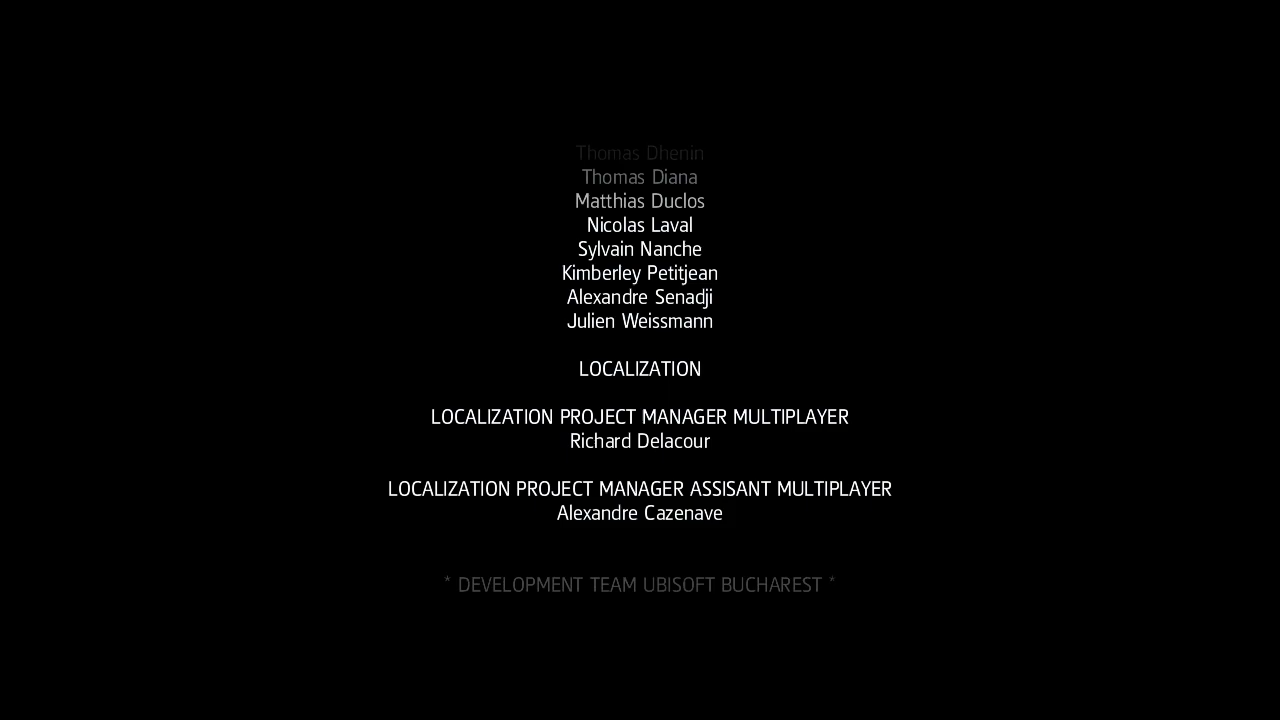 Thomas Dhenin
Thomas Diana
Matthias Duclos
Nicolas Laval
Sylvain Nanche
Kimberley Petitjean
Alexandre Senadji
Julien Weissmann
LOCALIZATION
LOCALIZATION PROJECT MANAGER MULTIPLAYER
Richard Delacour
LOCALIZATION PROJECT MANAGER ASSISANT MULTIPLAYER
Alexandre Cazenave
* DEVELOPMENT TEAM UBISOFT BUCHAREST *